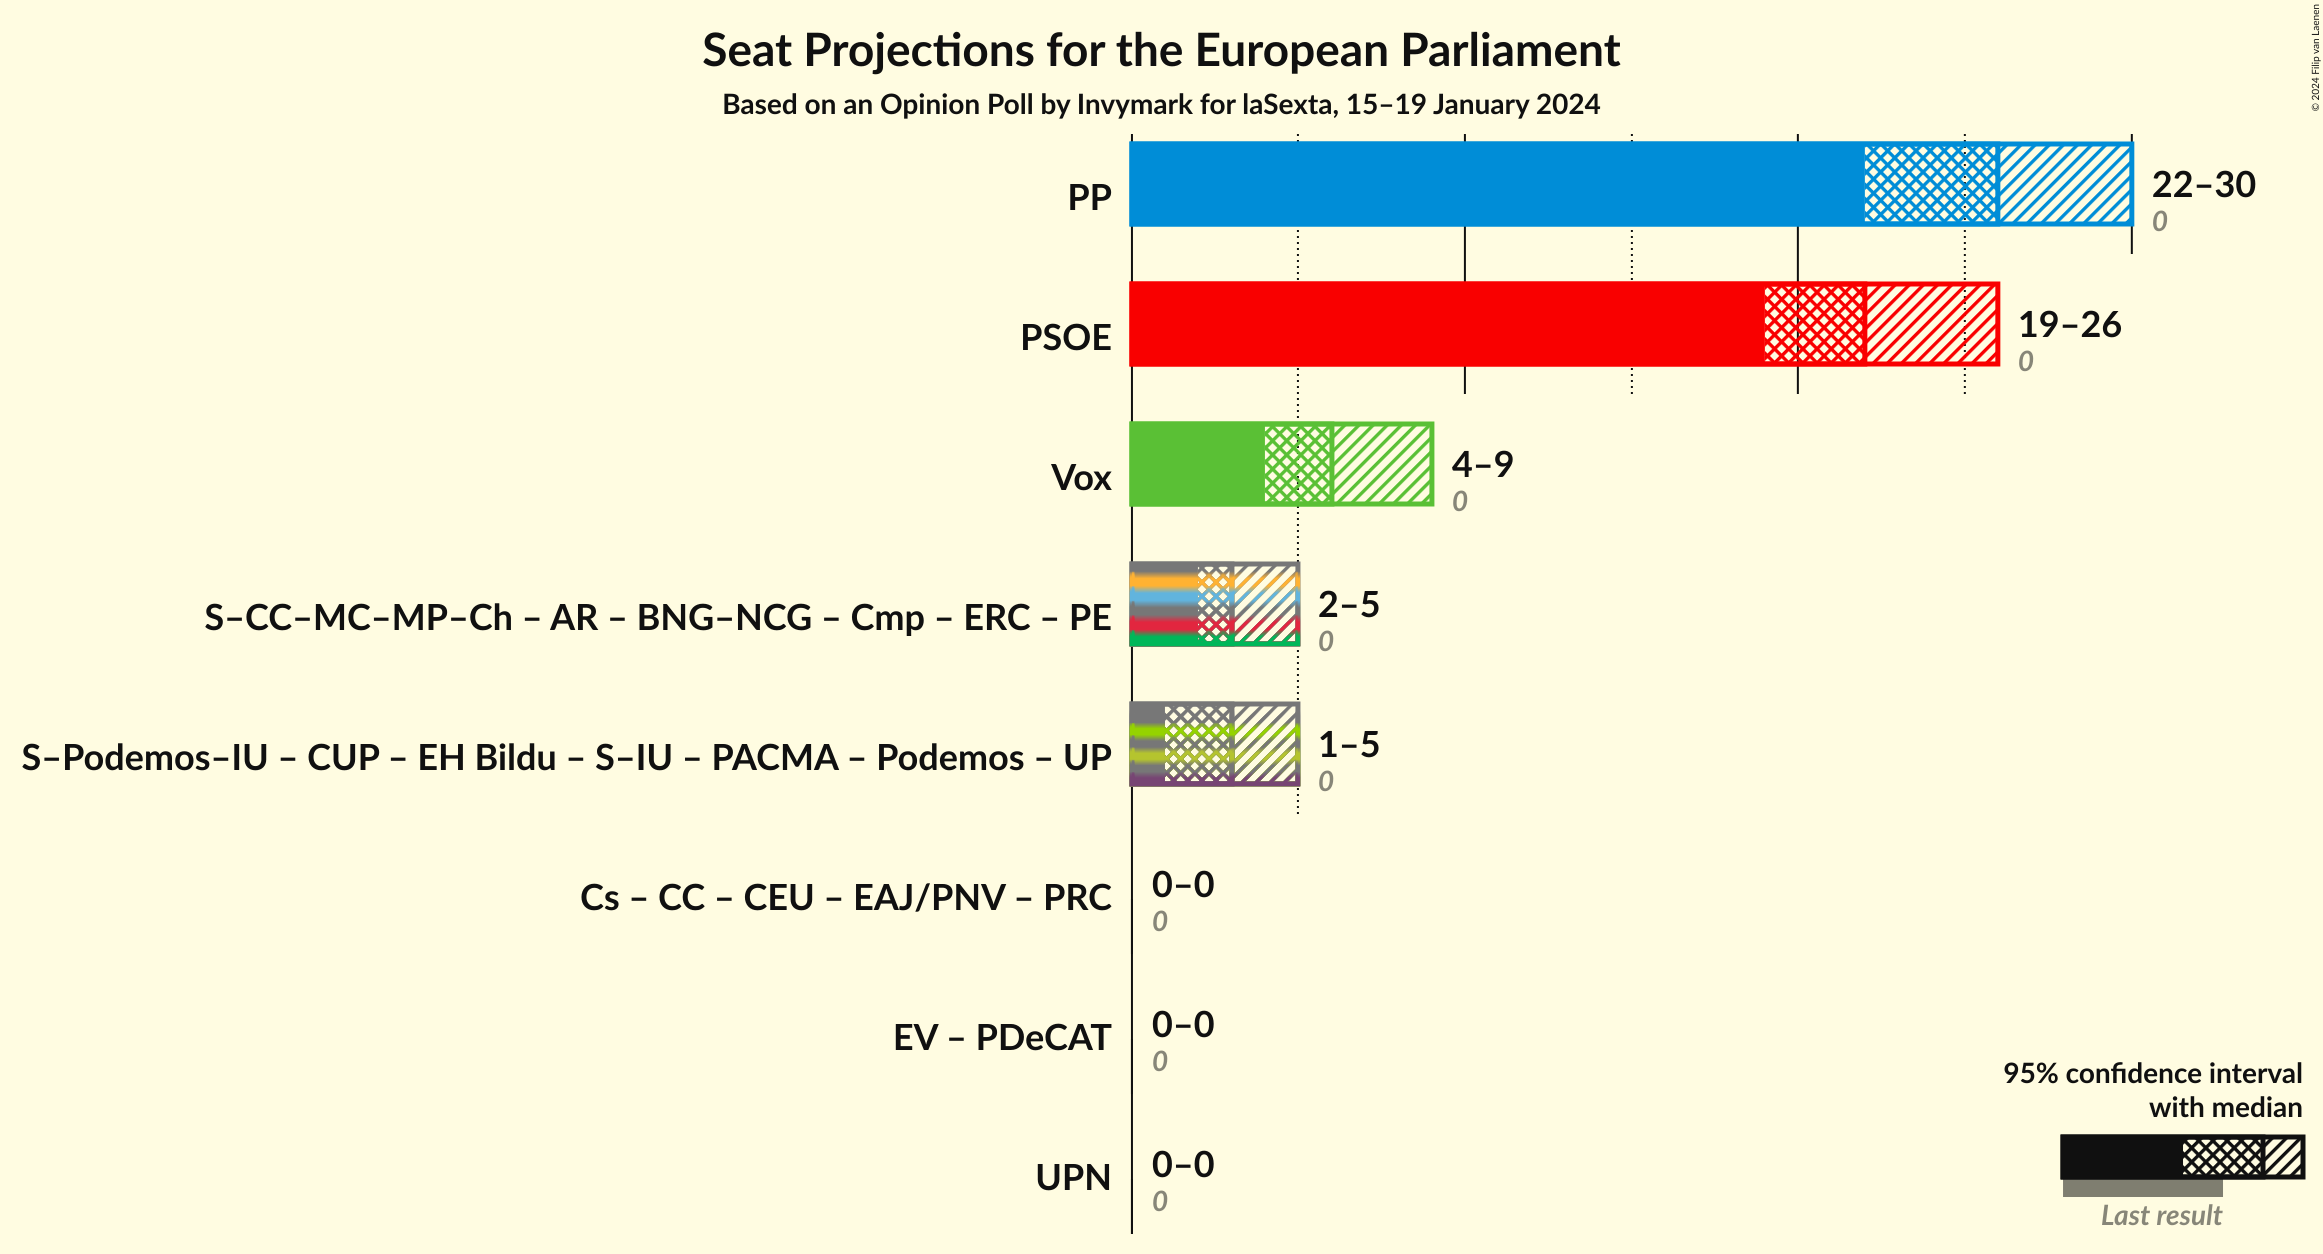 Seat Projections for the European Parliament
Based on an Opinion Poll by Invymark for laSexta, 15–19 January 2024
© 2024 Filip van Laenen
PP
22–30
0
PSOE
19–26
0
Vox
4–9
0
S–CC–MC–MP–Ch – AR – BNG–NCG – Cmp – ERC – PE
2–5
0
S–Podemos–IU – CUP – EH Bildu – S–IU – PACMA – Podemos – UP
1–5
0
Cs – CC – CEU – EAJ/PNV – PRC
0–0
0
EV – PDeCAT
0–0
0
UPN
0–0
0
95% confidence interval
with median
Last result